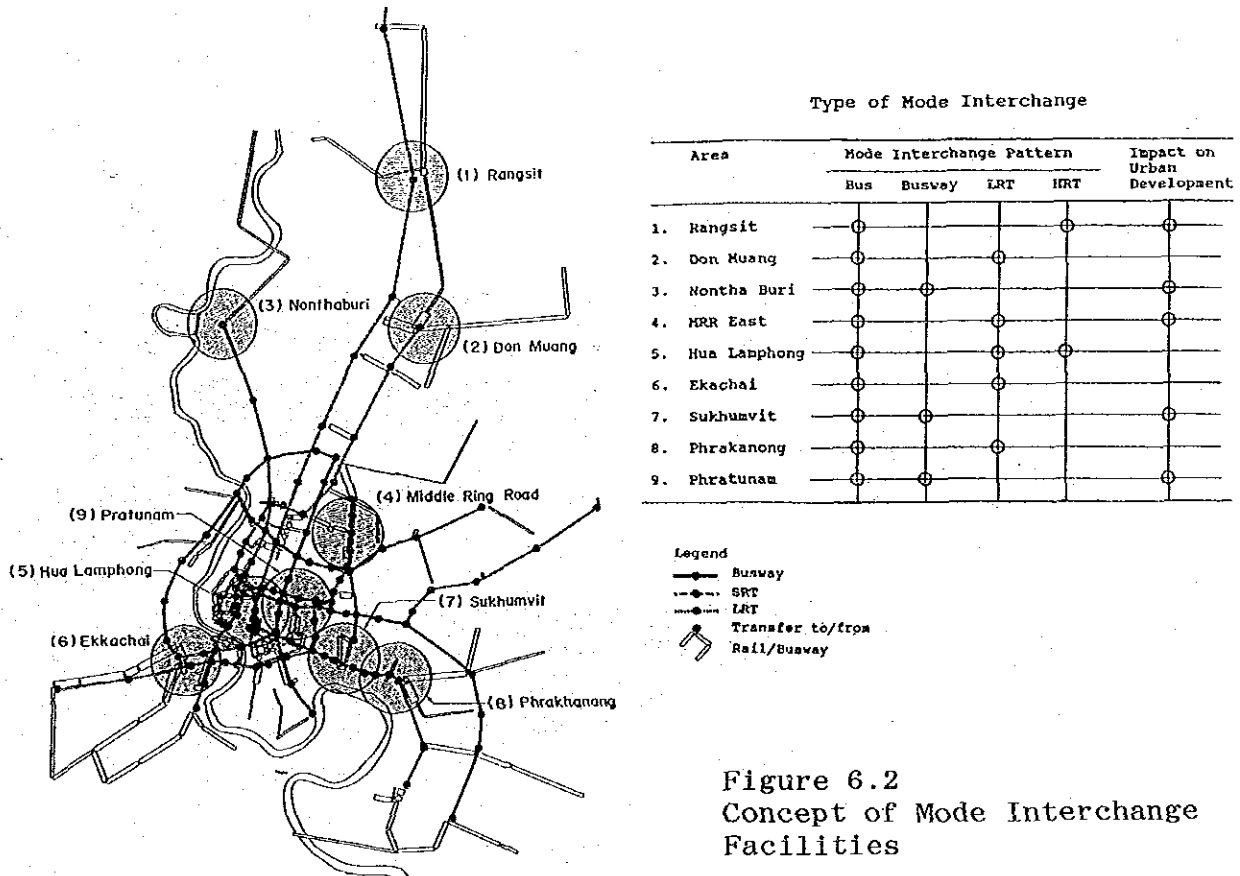 (1) Rangsit
(3) Nonthaburi
(2) Don Muang
(4) Middle Ring Road
(9) Pratunam
(5) Hua Lamphong
(7) Sukhumvit
(6) Ekkachai
(8) Phrakhanang
Type of Mode Interchange
Area Mode Interchange Pattern Impact on
Urban
Development
Bus Busway LRT HRT
1. Rangsit
2. Don Muang
3. Nontha Buri
4. MRR East
5. Hua Lamphong
6. Ekachai
7. Sukhumvit
8. Phrakanong
9. Phratunam
Legend
Busway
SRT
LRT
Transfer to/from
Rail/Busway
Figure 6.2
Concept of Mode Interchange
Facilities